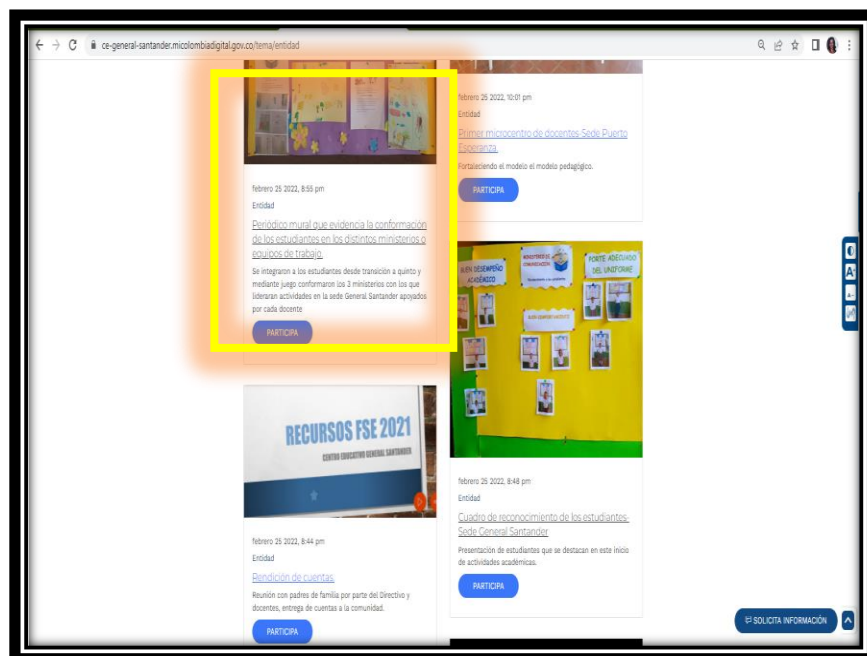 ce-general-santander.micolombiadigital.gov.co/tema/entidad
febrero 25 2022, 8:55 pm
Entidad
Periódico mural que evidencia la conformación
de los estudiantes en los distintos ministerios o
equipos de trabajo.
Se integraron a los estudiantes desde transición a quinto y
mediante juego conformaron los 3 ministerios con los que
lideraran actividades en la sede General Santander apoyados
por cada docente
PARTICIPA
RECURSOS FSE 2021
CENTRO EDUCATIVO GENERAL SANTANDER
febrero 25 2022, 8:44 pm
Entidad
Rendición de cuentas.
Reunión con padres de familia por parte del Directivo y
docentes, entrega de cuentas a la comunidad.
PARTICIPA
febrero 25 2022, 10:01 pm
Entidad
Primer microcentro de docentes-Sede Puerto
Esperanza.
Fortaleciendo el modelo el modelo pedagógico.
PARTICIPA
BUEN DESEMPEÑO
ACADÉMICO
MINISTERIO DE
COMUNICACIÓN
PORTE ADECUADO
DEL UNIFORME
BUEN COMPORTAMIENTO
febrero 25 2022, 8:48 pm
Entidad
Cuadro de reconocimiento de los estudiantes-
Sede General Santander
Presentación de estudiantes que se destacan en este inicio
de actividades académicas.
PARTICIPA
A+
A-
SOLICITA INFORMACIÓN